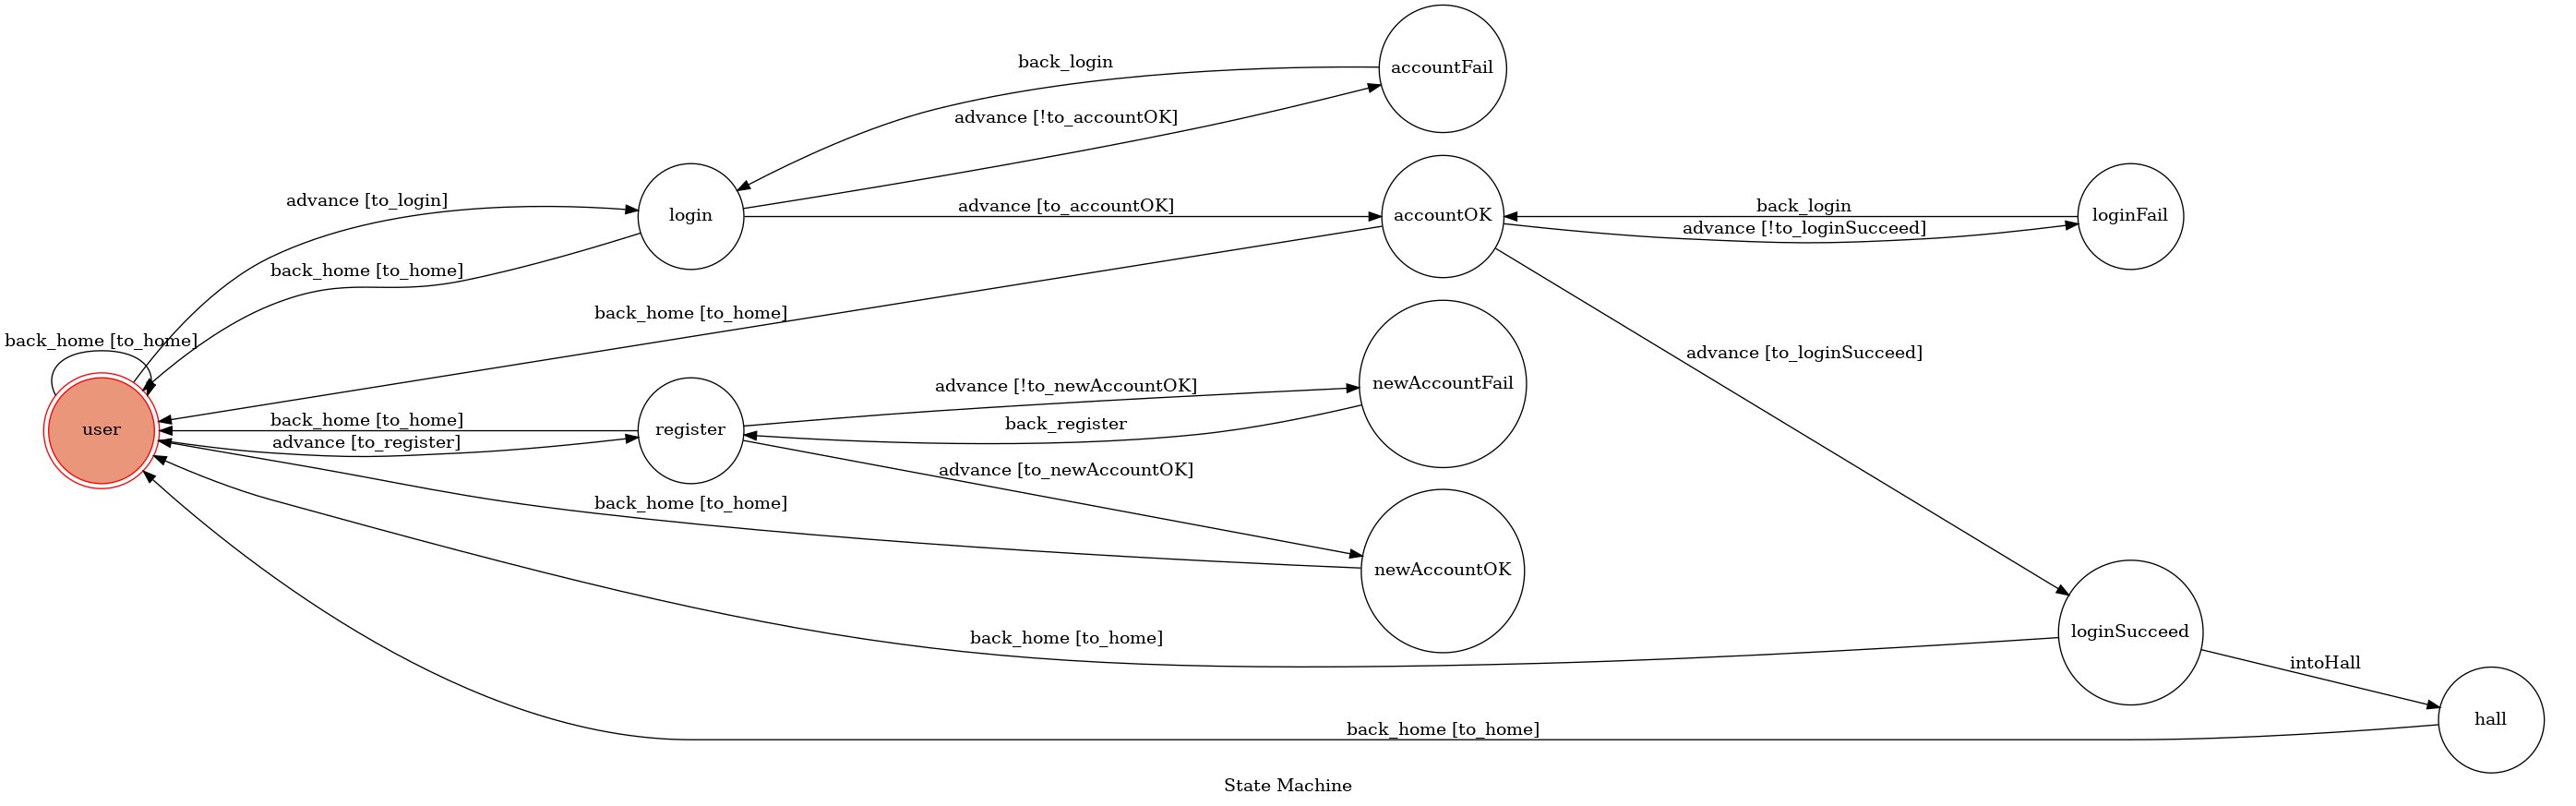 back_login
accountFail
advance [!to_accountOK]
advance [to_login]
login
advance [to_accountOK]
accountOK
back_login
loginFail
advance [!to_loginSucceed]
back_home [to_home]
back_home [to_home]
back_home [to_home]
advance [to_loginSucceed]
advance [!to_newAccountOK]
newAccountFail
user
back_home [to_home]
register
back_register
advance [to_register]
advance [to_newAccountOK]
back_home [to_home]
newAccountOK
back_home [to_home]
loginSucceed
intoHall
hall
back_home [to_home]
State Machine